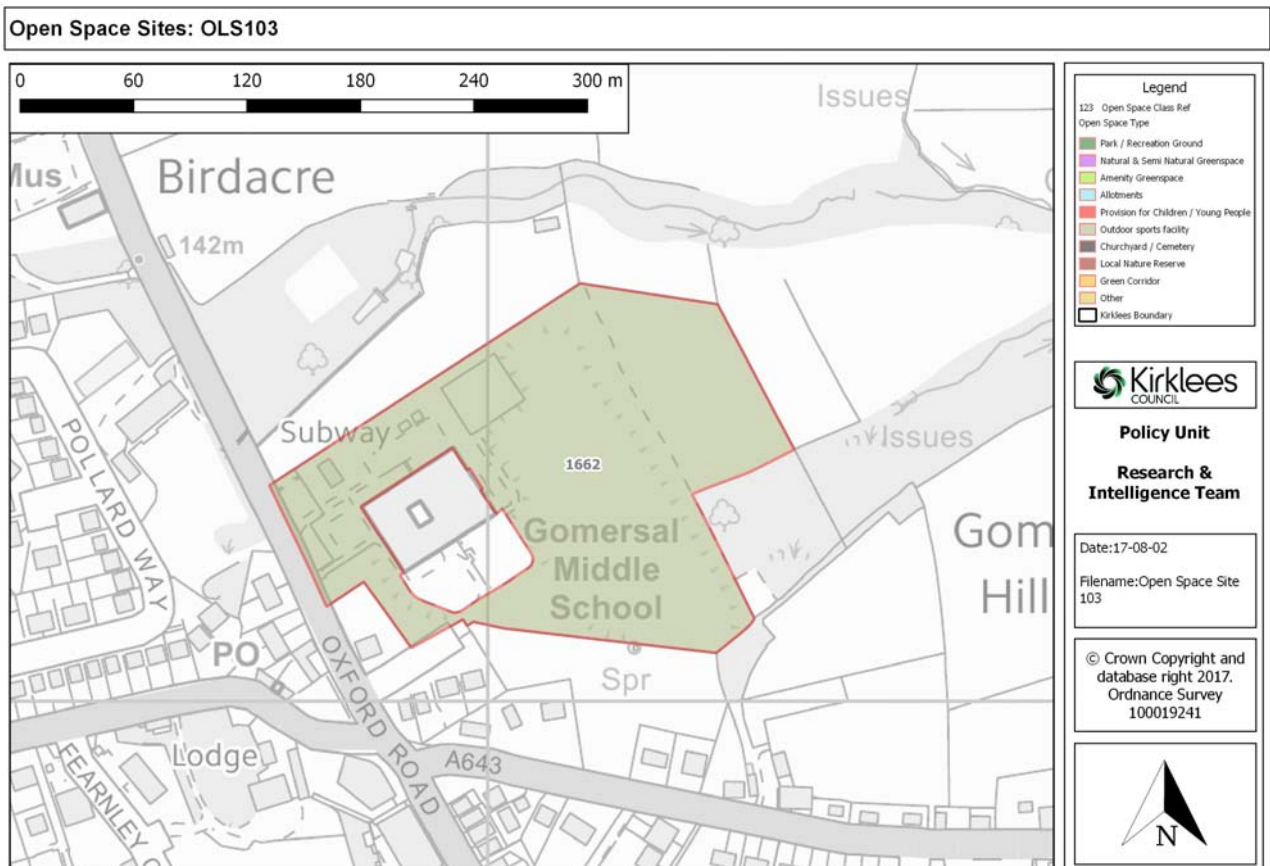 Open Space Sites: OLS103
0 60 120 180 240 300 m
Issues
Mus
Birdacre
142m
Subway
Issues
POLLARD WAY
1662
Gomersal
Middle
School
Gom
Hill
PO
OXFORD ROAD
Spr
Lodge
A643
FEARNLEY
Legend
123 Open Space Class Ref
Open Space Type
Park / Recreation Ground
Natural & Semi Natural Greenspace
Amenity Greenspace
Allotments
Provision for Children / Young People
Outdoor sports facility
Churchyard / Cemetery
Local Nature Reserve
Green Corridor
Other
Kirklees Boundary
Kirklees
COUNCIL
Policy Unit
Research &
Intelligence Team
Date:17-08-02
Filename:Open Space Site
103
© Crown Copyright and
database right 2017.
Ordnance Survey
100019241
N